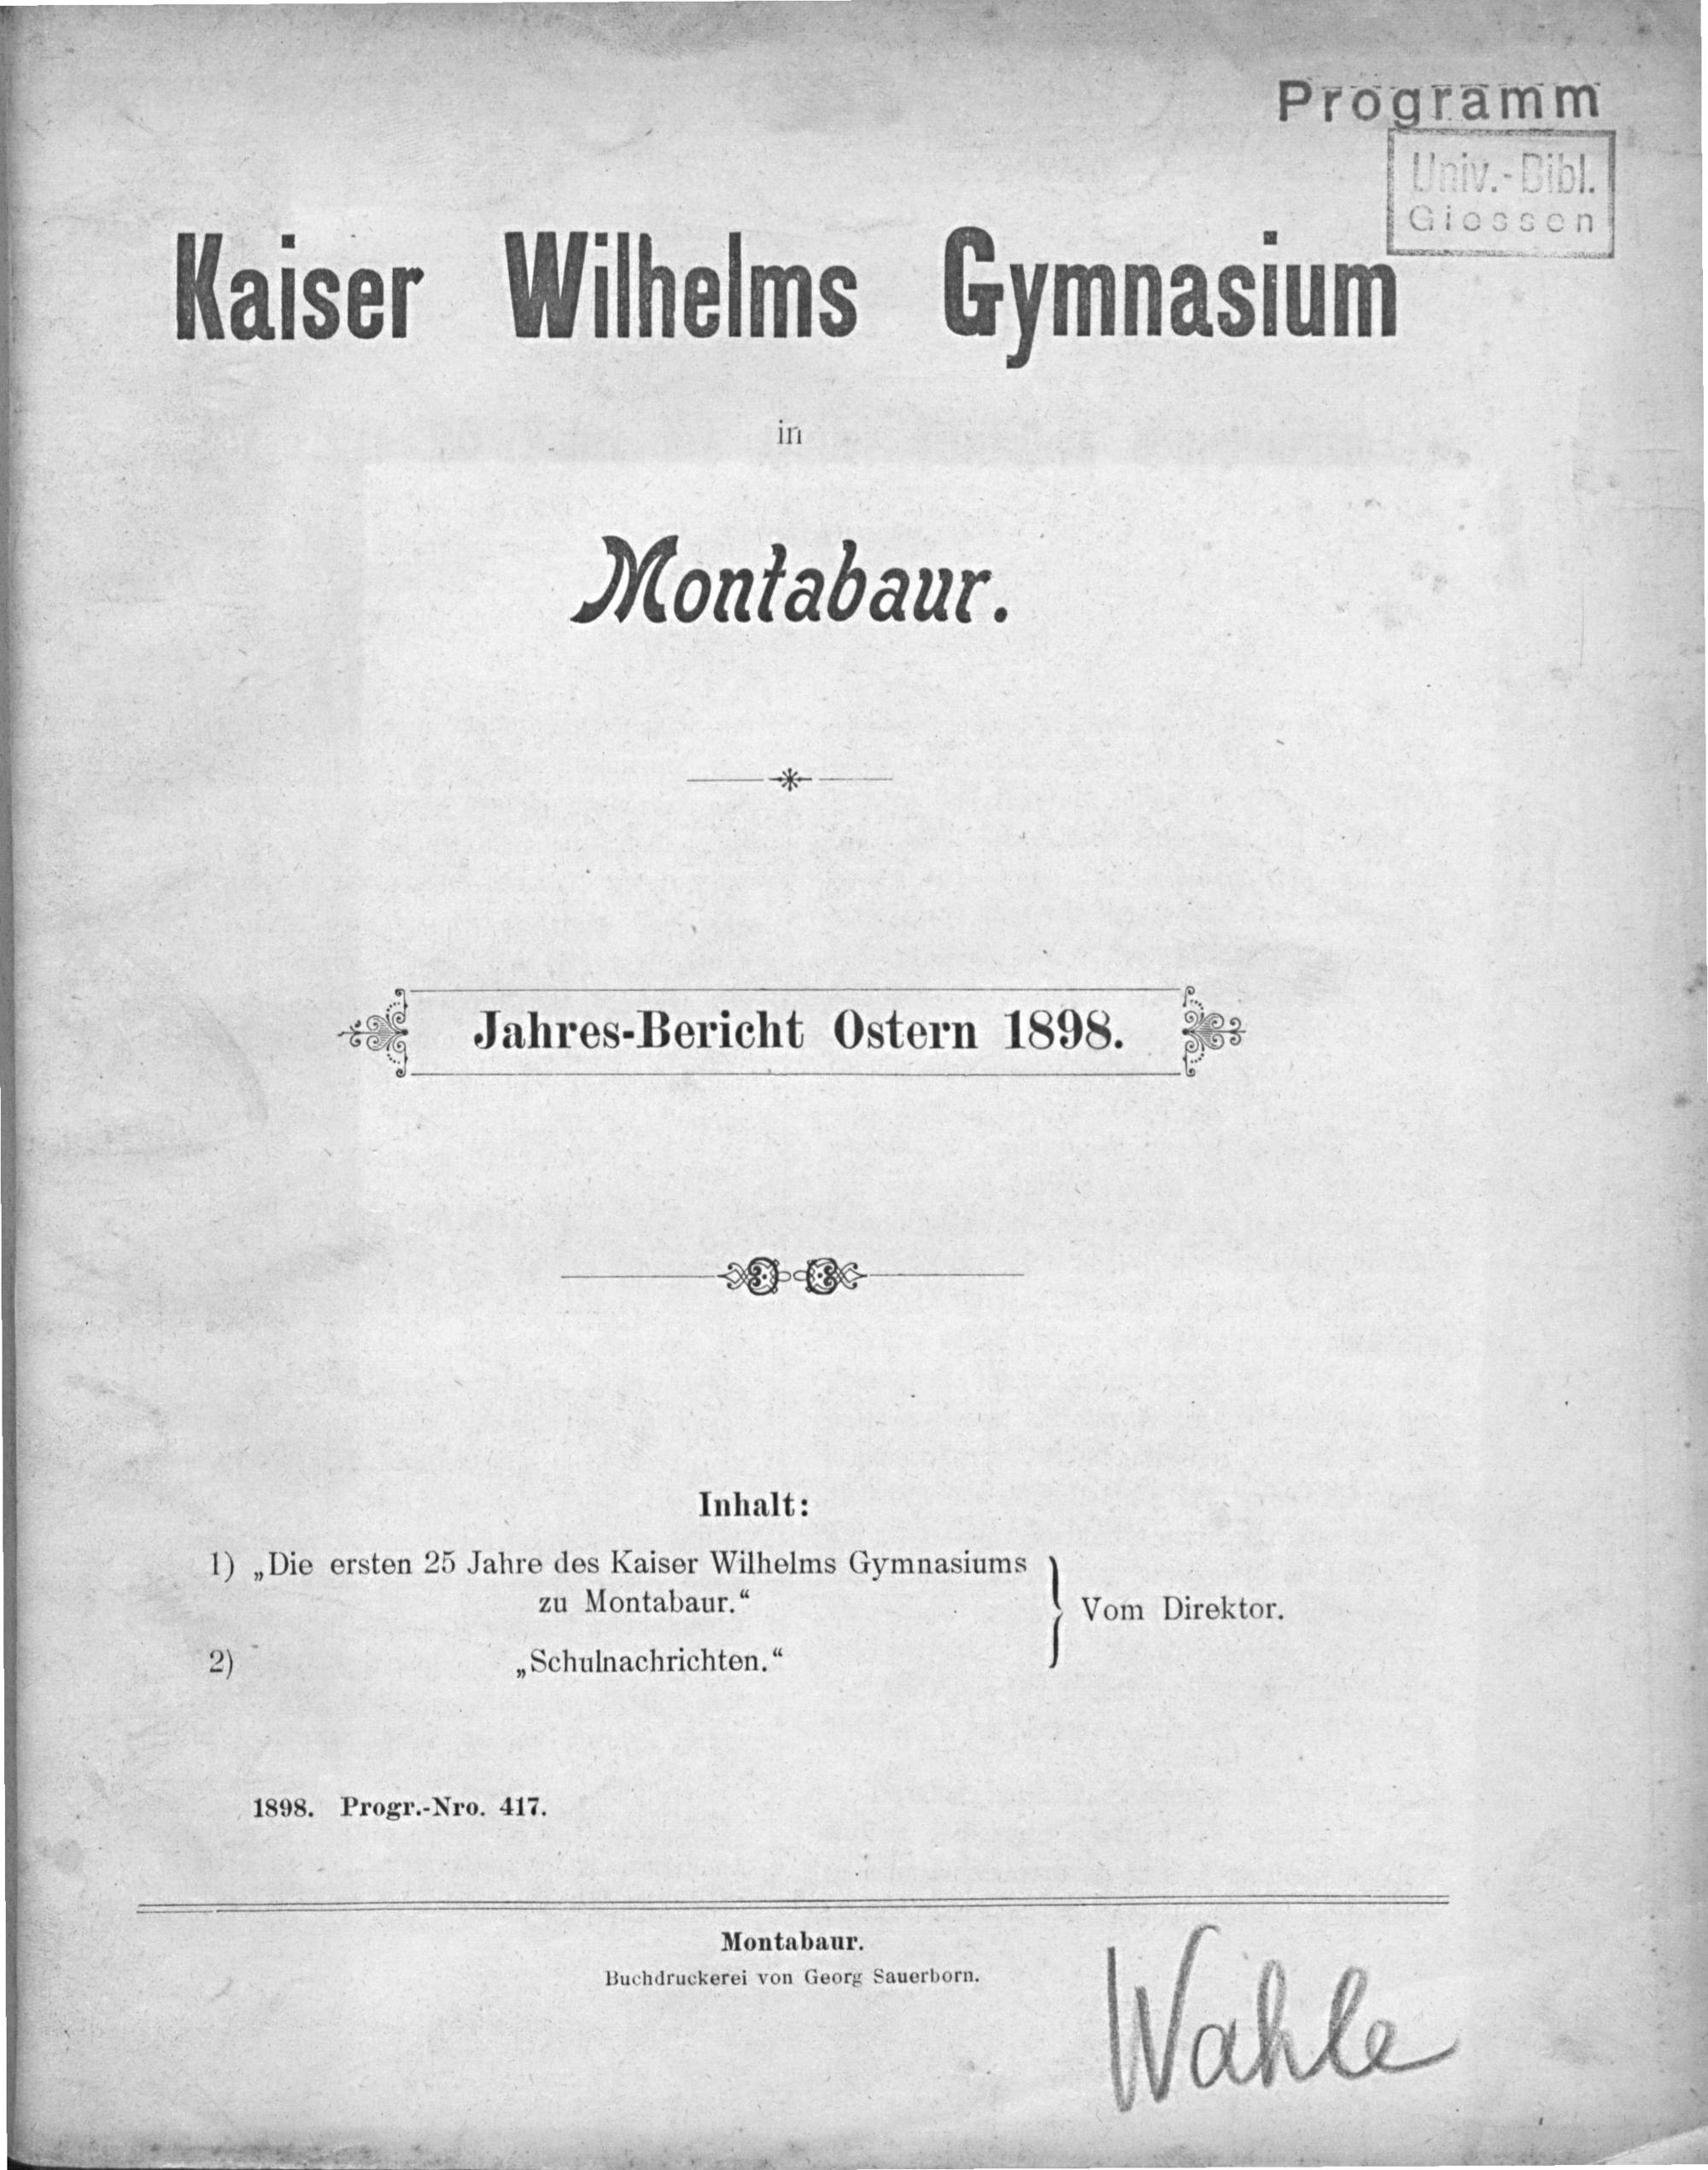 Programm
Univ.-Bibl.
Giessen
Kaiser Wilhelms Gymnasium
in
Montabaur.
Jahres-Bericht Ostern 1898.
Inhalt:
1) „Die ersten 25 Jahre des Kaiser Wilhelms Gymnasiums
zu Montabaur.“
Vom Direktor.
2) „Schulnachrichten.“
1898. Progr.-Nro. 417.
Montabaur.
Buchdruckerei von Georg Sauerborn.
Wahle